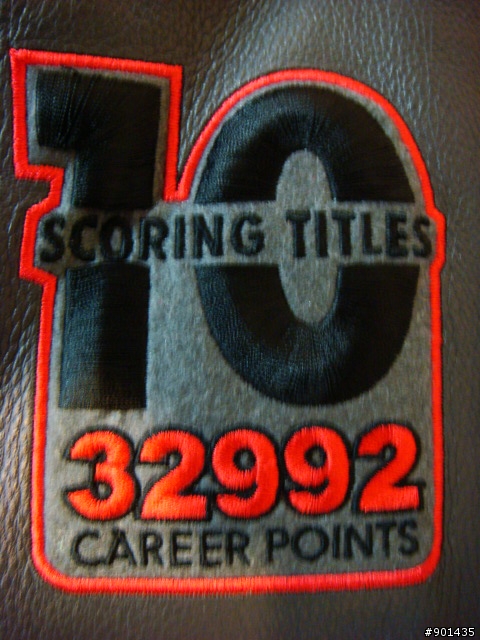 10
SCORING TITLES
32992
CAREER POINTS
#901435